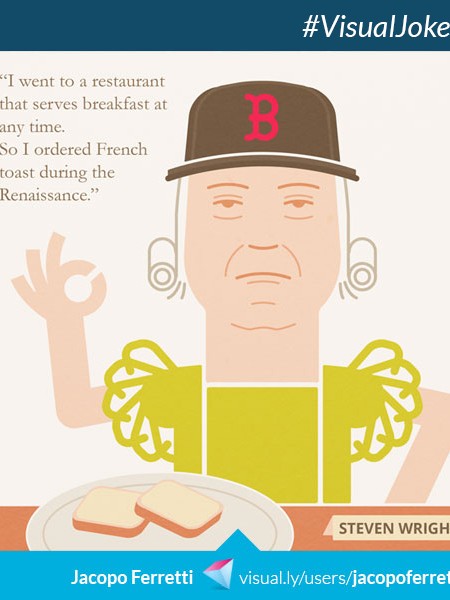 #VisualJoke
“I went to a restaurant
that serves breakfast at
any time.
So I ordered French
toast during the
Renaissance.”
B
STEVEN WRIGH
Jacopo Ferretti
visual.ly/users/jacopoferret